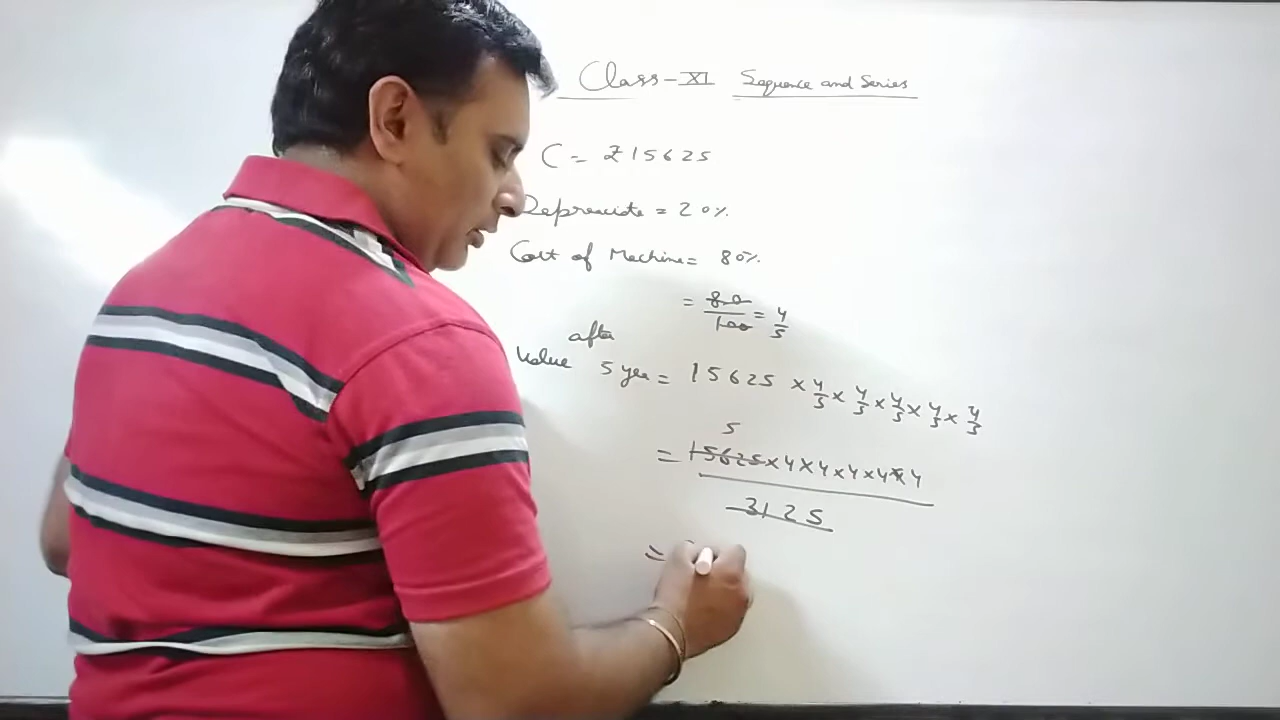 Class-XI Sequence and Series
C = ₹15625
Depreciate = 20%.
Cost of Machine = 80%.
= 80/100 = 4/5
after
Value 5 year = 15625 × 4/5 × 4/5 × 4/5 × 4/5 × 4/5
5
= 15625×4×4×4×4×4
3125
=